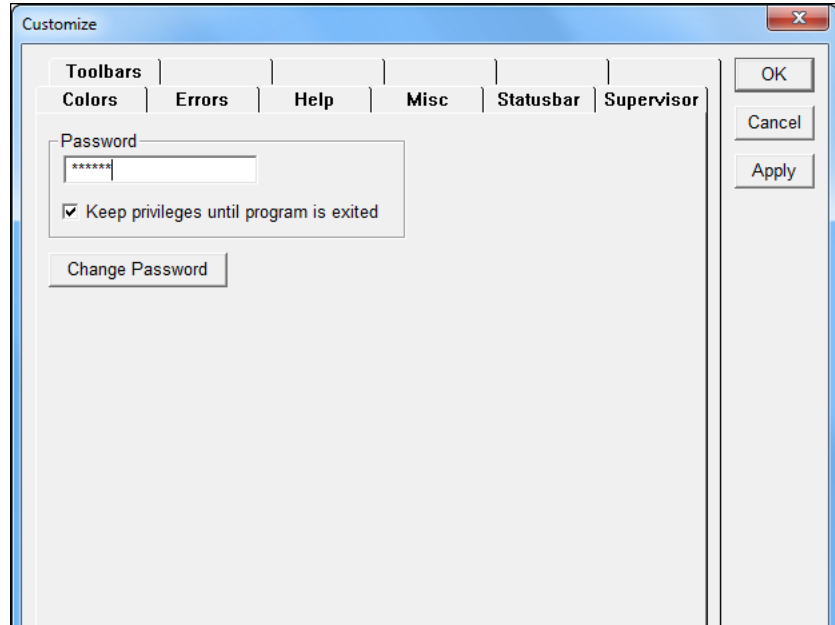 Customize
X
Toolbars
Colors Errors Help Misc Statusbar Supervisor
OK
Cancel
Apply
Password
******
Keep privileges until program is exited
Change Password